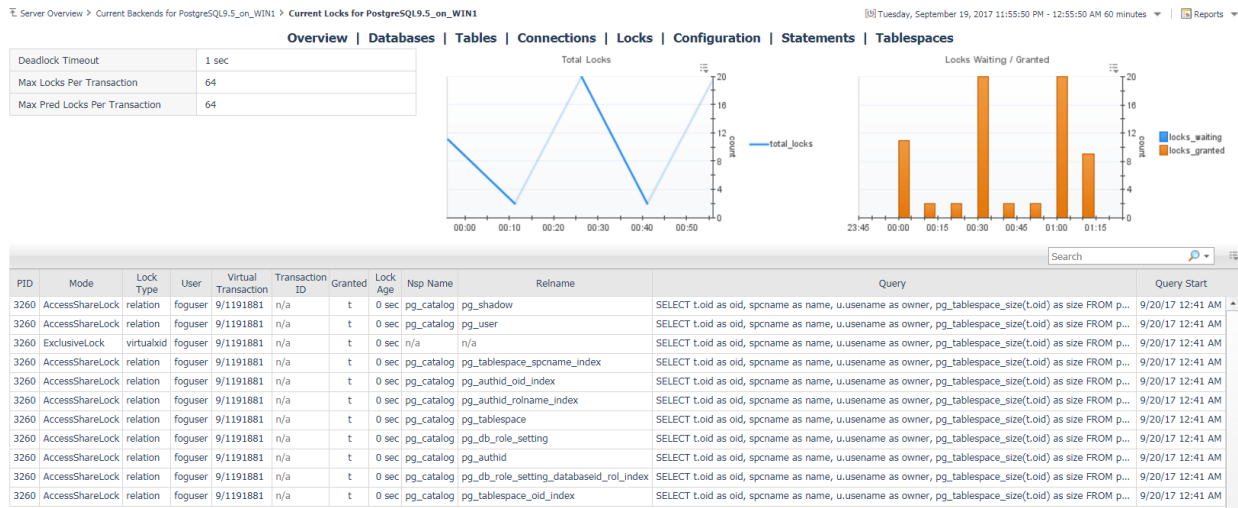 Server Overview > Current Backends for PostgreSQL9.5_on_WIN1 > Current Locks for PostgreSQL9.5_on_WIN1
Tuesday, September 19, 2017 11:55:50 PM - 12:55:50 AM 60 minutes Reports
Overview | Databases | Tables | Connections | Locks | Configuration | Statements | Tablespaces
Deadlock Timeout 1 sec
Max Locks Per Transaction 64
Max Pred Locks Per Transaction 64
Total Locks
20
16
12
8
4
0
count
total_locks
00:00 00:10 00:20 00:30 00:40 00:50
Locks Waiting / Granted
20
16
12
8
4
0
count
locks_waiting
locks_granted
23:45 00:00 00:15 00:30 00:45 01:00 01:15
Search
PID Mode Lock Type User Virtual Transaction Transaction ID Granted Lock Age Nsp Name Relname Query Query Start
3260 AccessShareLock relation foguser 9/1191881 n/a t 0 sec pg_catalog pg_shadow SELECT t.oid as oid, spcname as name, u.usename as owner, pg_tablespace_size(t.oid) as size FROM p... 9/20/17 12:41 AM
3260 AccessShareLock relation foguser 9/1191881 n/a t 0 sec pg_catalog pg_user SELECT t.oid as oid, spcname as name, u.usename as owner, pg_tablespace_size(t.oid) as size FROM p... 9/20/17 12:41 AM
3260 ExclusiveLock virtualxid foguser 9/1191881 n/a t 0 sec n/a n/a SELECT t.oid as oid, spcname as name, u.usename as owner, pg_tablespace_size(t.oid) as size FROM p... 9/20/17 12:41 AM
3260 AccessShareLock relation foguser 9/1191881 n/a t 0 sec pg_catalog pg_tablespace_spcname_index SELECT t.oid as oid, spcname as name, u.usename as owner, pg_tablespace_size(t.oid) as size FROM p... 9/20/17 12:41 AM
3260 AccessShareLock relation foguser 9/1191881 n/a t 0 sec pg_catalog pg_authid_oid_index SELECT t.oid as oid, spcname as name, u.usename as owner, pg_tablespace_size(t.oid) as size FROM p... 9/20/17 12:41 AM
3260 AccessShareLock relation foguser 9/1191881 n/a t 0 sec pg_catalog pg_authid_rolname_index SELECT t.oid as oid, spcname as name, u.usename as owner, pg_tablespace_size(t.oid) as size FROM p... 9/20/17 12:41 AM
3260 AccessShareLock relation foguser 9/1191881 n/a t 0 sec pg_catalog pg_tablespace SELECT t.oid as oid, spcname as name, u.usename as owner, pg_tablespace_size(t.oid) as size FROM p... 9/20/17 12:41 AM
3260 AccessShareLock relation foguser 9/1191881 n/a t 0 sec pg_catalog pg_db_role_setting SELECT t.oid as oid, spcname as name, u.usename as owner, pg_tablespace_size(t.oid) as size FROM p... 9/20/17 12:41 AM
3260 AccessShareLock relation foguser 9/1191881 n/a t 0 sec pg_catalog pg_authid SELECT t.oid as oid, spcname as name, u.usename as owner, pg_tablespace_size(t.oid) as size FROM p... 9/20/17 12:41 AM
3260 AccessShareLock relation foguser 9/1191881 n/a t 0 sec pg_catalog pg_db_role_setting_databaseid_rol_index SELECT t.oid as oid, spcname as name, u.usename as owner, pg_tablespace_size(t.oid) as size FROM p... 9/20/17 12:41 AM
3260 AccessShareLock relation foguser 9/1191881 n/a t 0 sec pg_catalog pg_tablespace_oid_index SELECT t.oid as oid, spcname as name, u.usename as owner, pg_tablespace_size(t.oid) as size FROM p... 9/20/17 12:41 AM